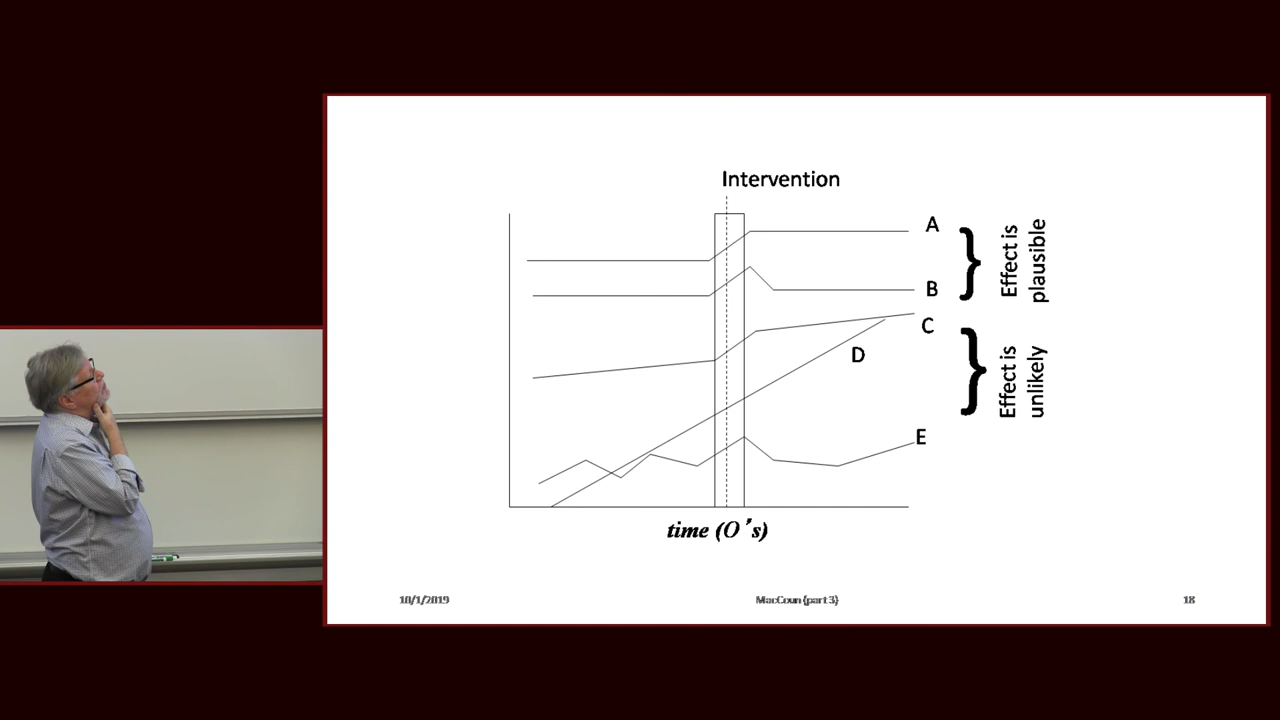 Intervention
A
B
C
D
E
Effect is
plausible
Effect is
unlikely
time (O's)
10/1/2019
MacCoun (part 3)
18